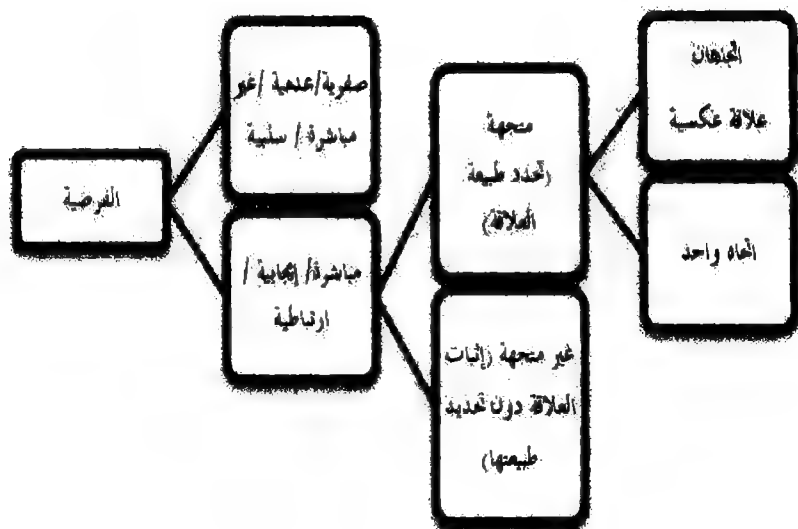 الفرضية
صفرية/عدمية /غير
مباشرة / سلبية
مباشرة/ إيجابية /
ارتباطية
متجهة
(تحدد طبيعة
العلاقة)
غير متجهة (إثبات
العلاقة دون تحديد
طبيعتها)
اتجاهان
علاقة عكسية
اتجاه واحد